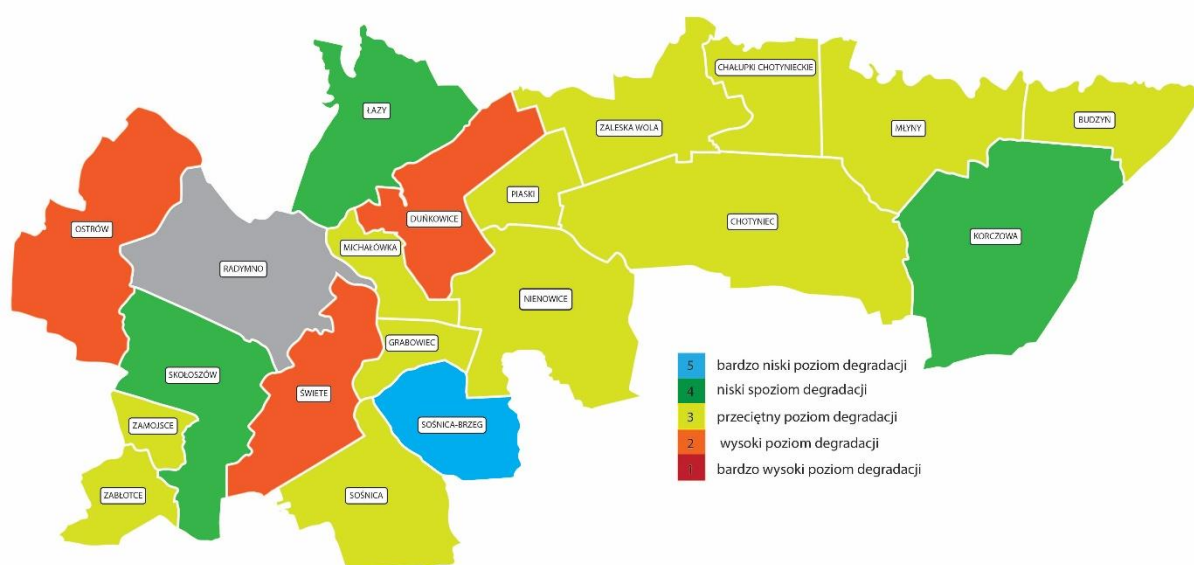 CHAŁUPKI CHOTYNIECKIE
ŁAZY
ZALESKA WOLA
MŁYNY
BUDZYŃ
PIASKI
OSTRÓW
DUŃKOWICE
CHOTYNIEC
KORCZOWA
MICHAŁÓWKA
RADYMNO
NIENOWICE
GRABOWIEC
SKOŁOSZÓW
ŚWIETE
ZAMOJSCE
SOŚNICA-BRZEG
ZABŁOTCE
SOŚNICA
5 bardzo niski poziom degradacji
4 niski spoziom degradacji
3 przeciętny poziom degradacji
2 wysoki poziom degradacji
1 bardzo wysoki poziom degradacji